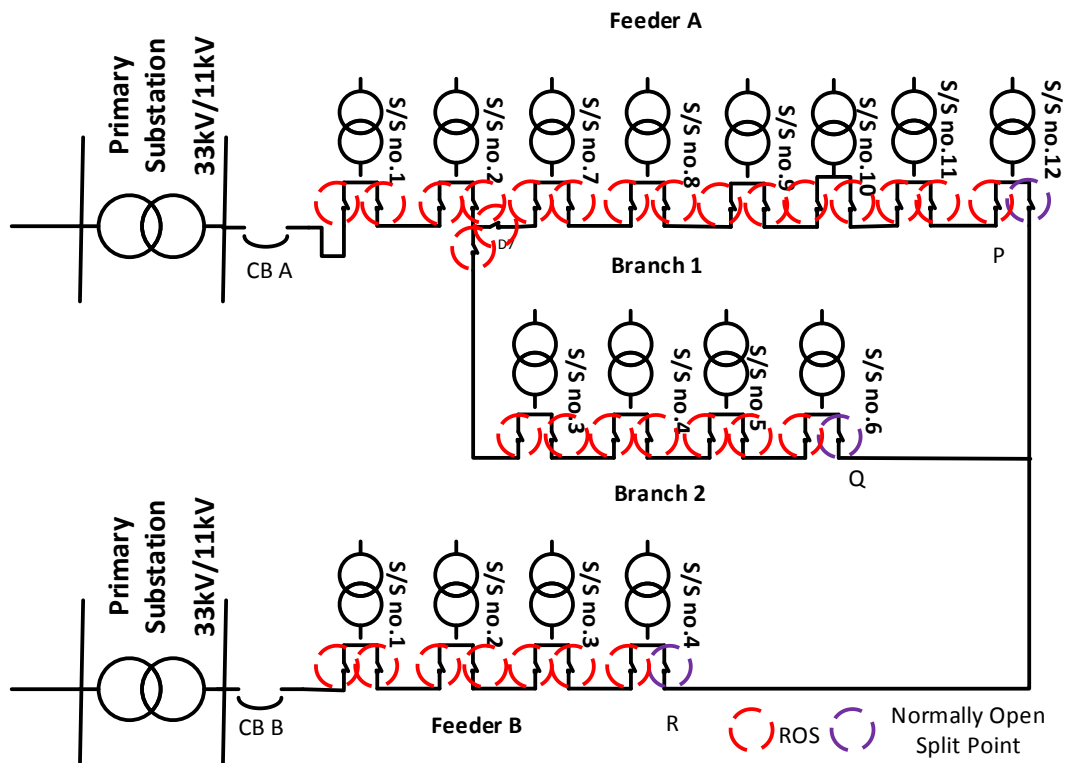 Feeder A
Primary
Substation
33kV/11kV
CB A
S/S no.1
S/S no.2
S/S no.7
S/S no.8
S/S no.9
S/S no.10
S/S no.11
S/S no.12
D7
P
Branch 1
S/S no.3
S/S no.4
S/S no.5
S/S no.6
Q
Branch 2
Primary
Substation
33kV/11kV
CB B
S/S no.1
S/S no.2
S/S no.3
S/S no.4
Feeder B
R
ROS
Normally Open
Split Point